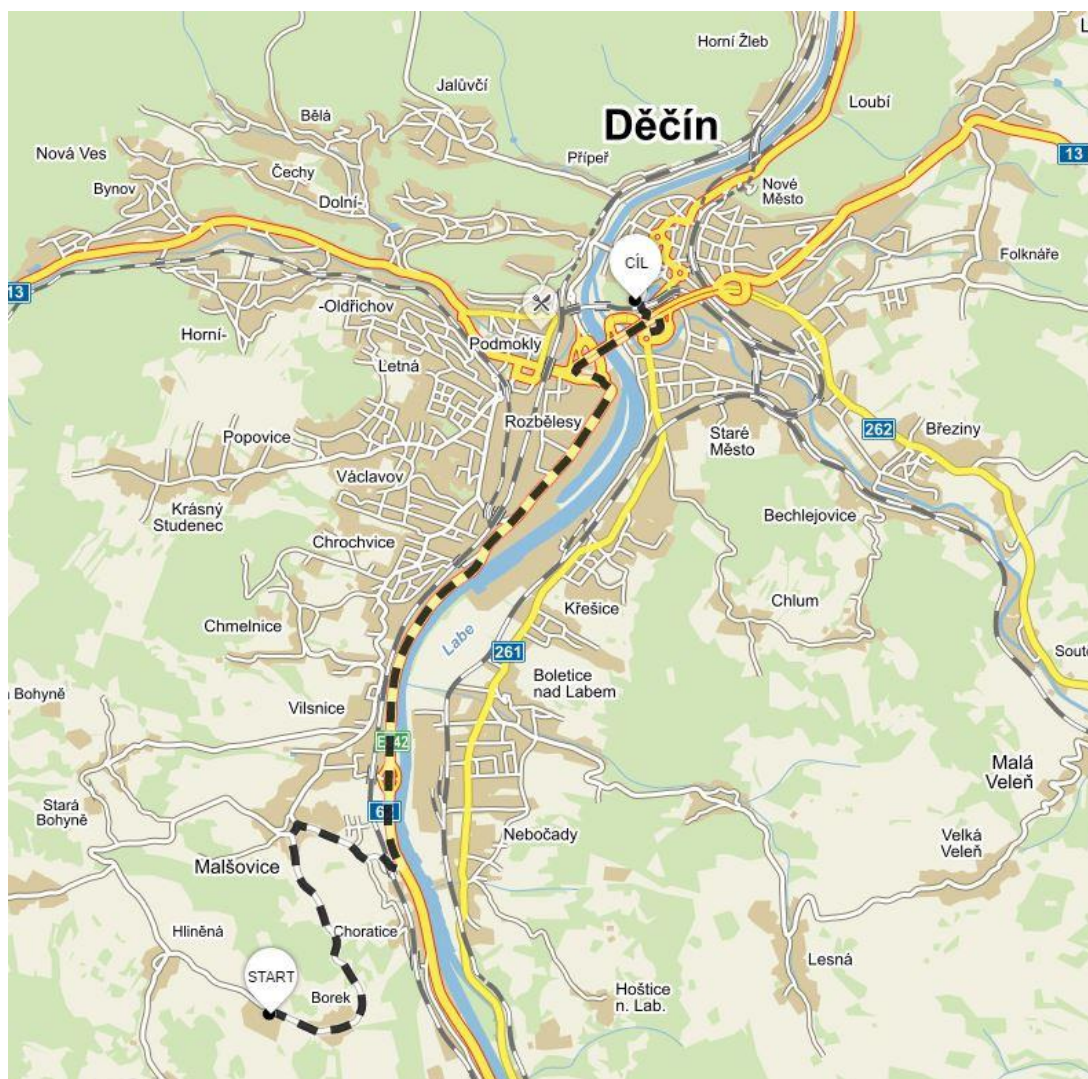 Horní Žleb
L
Jalůvčí
Loubí
Bělá
Děčín
Nová Ves
Přípeř
13
Čechy
Bynov
Nové
Město
Dolní-
Folknáře
CÍL
13
-Oldřichov
Horní-
Podmokly
Letná
Rozbělesy
262
Březiny
Popovice
Staré
Město
Václavov
Krásný
Studenec
Bechlejovice
Chrochvice
Chlum
Křešice
Chmelnice
Labe
261
Soute
Boletice
nad Labem
Bohyně
Vilsnice
42
Malá
Veleň
Stará
Bohyně
6
Nebočady
Velká
Veleň
Malšovice
Hliněná
Choratice
Lesná
START
Borek
Hoštice
n. Lab.